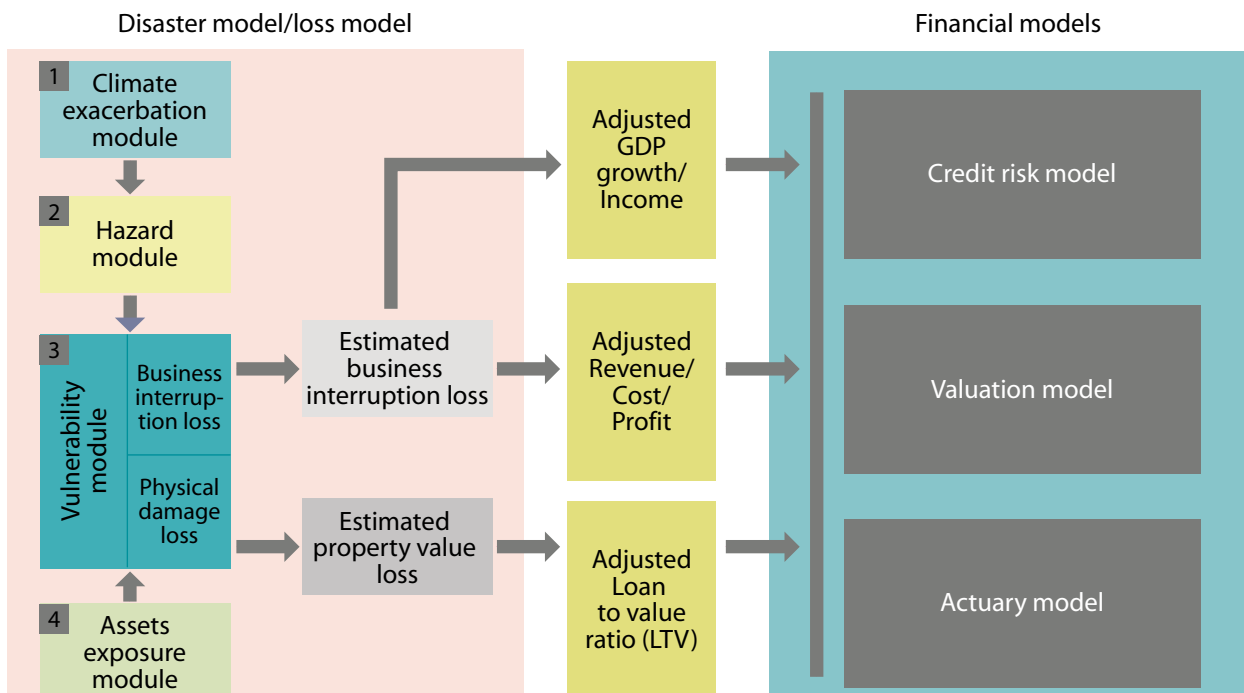 Disaster model/loss model
Financial models
1
Climate
exacerbation
module
2
Hazard
module
3
Vulnerability
module
Business
interrup-
tion loss
Physical
damage
loss
4
Assets
exposure
module
Estimated
business
interruption loss
Estimated
property value
loss
Adjusted
GDP
growth/
Income
Adjusted
Revenue/
Cost/
Profit
Adjusted
Loan
to value
ratio (LTV)
Credit risk model
Valuation model
Actuary model